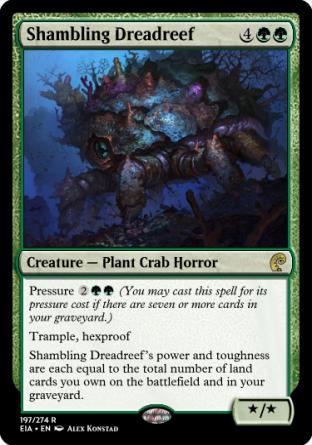 Shambling Dreadreef 4
Creature — Plant Crab Horror
Pressure 2 (You may cast this spell for its
pressure cost if there are seven or more cards in
your graveyard.)
Trample, hexproof
Shambling Dreadreef's power and toughness
are each equal to the total number of land
cards you own on the battlefield and in your
graveyard.
*/*
197/274 R
EIA • EN Alex Konstad